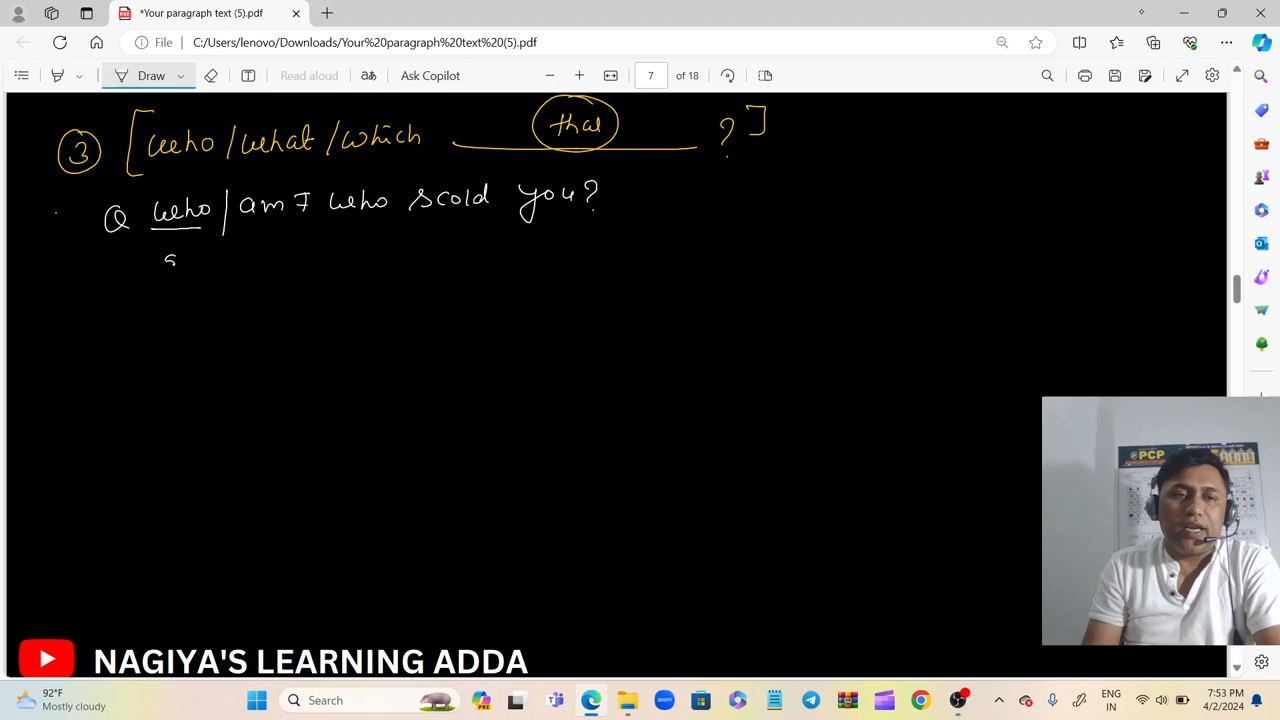 *Your paragraph text (5).pdf
File C:/Users/lenovo/Downloads/Your%20paragraph%20text%20(5).pdf
Draw Read aloud Ask Copilot 7 of 18
3 [who/what/which that ?]
Q who/am I who scold you?
PCP
NAGIYA'S LEARNING ADDA
92°F
Mostly cloudy
Search
ENG
IN
7:53 PM
4/2/2024